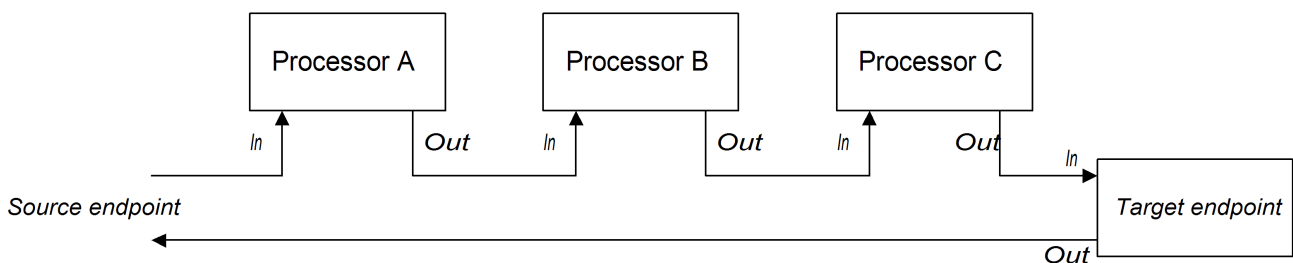 Processor A
Processor B
Processor C
In
Out
In
Out
In
Out
In
Source endpoint
Target endpoint
Out